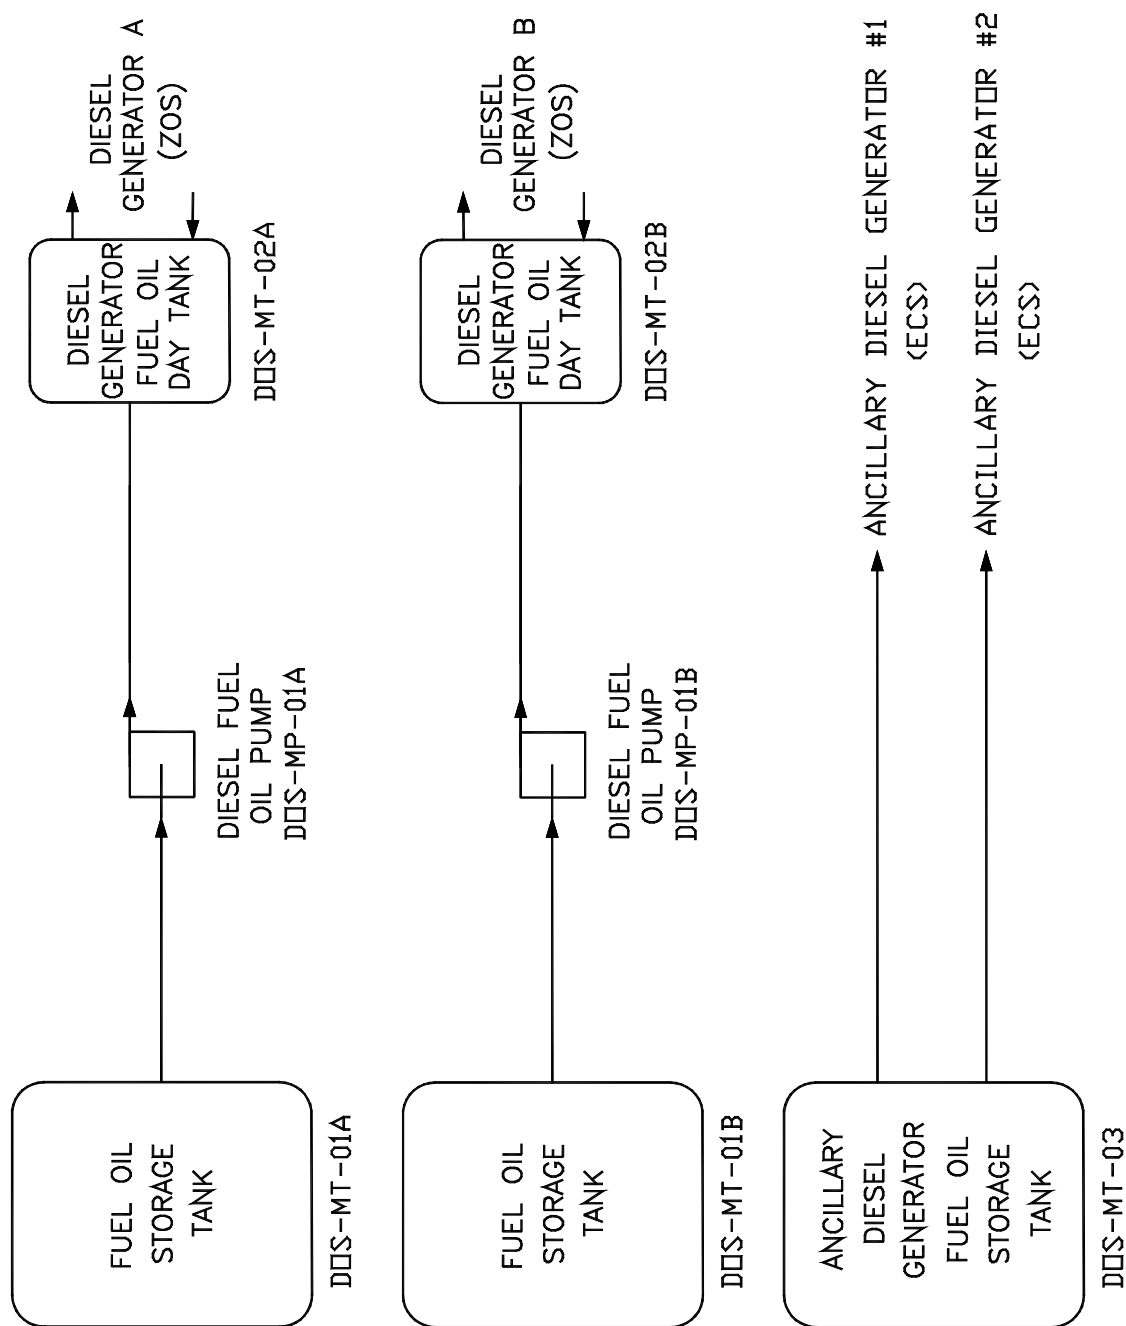 FUEL OIL
STORAGE
TANK
DOS-MT-01A
DIESEL FUEL
OIL PUMP
DOS-MP-01A
DIESEL
GENERATOR
FUEL OIL
DAY TANK
DOS-MT-02A
DIESEL
GENERATOR A
(ZOS)
FUEL OIL
STORAGE
TANK
DOS-MT-01B
DIESEL FUEL
OIL PUMP
DOS-MP-01B
DIESEL
GENERATOR
FUEL OIL
DAY TANK
DOS-MT-02B
DIESEL
GENERATOR B
(ZOS)
ANCILLARY
DIESEL
GENERATOR
FUEL OIL
STORAGE
TANK
DOS-MT-03
ANCILLARY DIESEL GENERATOR #1
(ECS)
ANCILLARY DIESEL GENERATOR #2
(ECS)